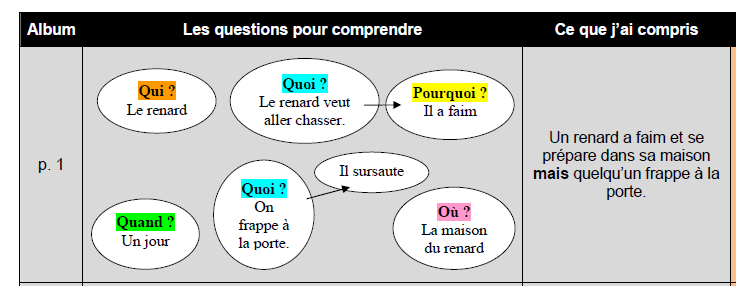 Album
Les questions pour comprendre
Ce que j'ai compris
p. 1
Qui ?
Le renard
Quoi ?
Le renard veut
aller chasser.
Pourquoi ?
Il a faim
Quand ?
Un jour
Quoi ?
On
frappe à
la porte.
Il sursaute
Où ?
La maison
du renard
Un renard a faim et se
prépare dans sa maison
mais quelqu'un frappe à la
porte.